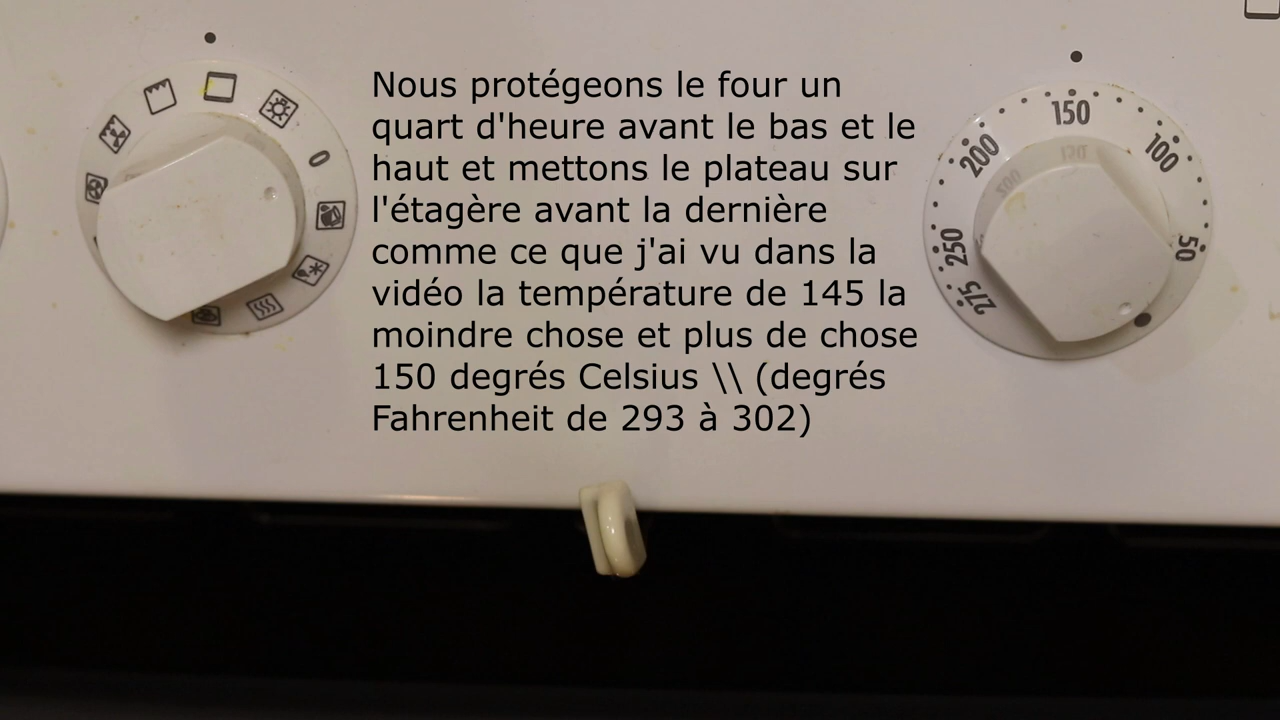 Nous protégeons le four un
quart d'heure avant le bas et le
haut et mettons le plateau sur
l'étagère avant la dernière
comme ce que j'ai vu dans la
vidéo la température de 145 la
moindre chose et plus de chose
150 degrés Celsius \\ (degrés
Fahrenheit de 293 à 302)
0
50
100
150
200
250
275